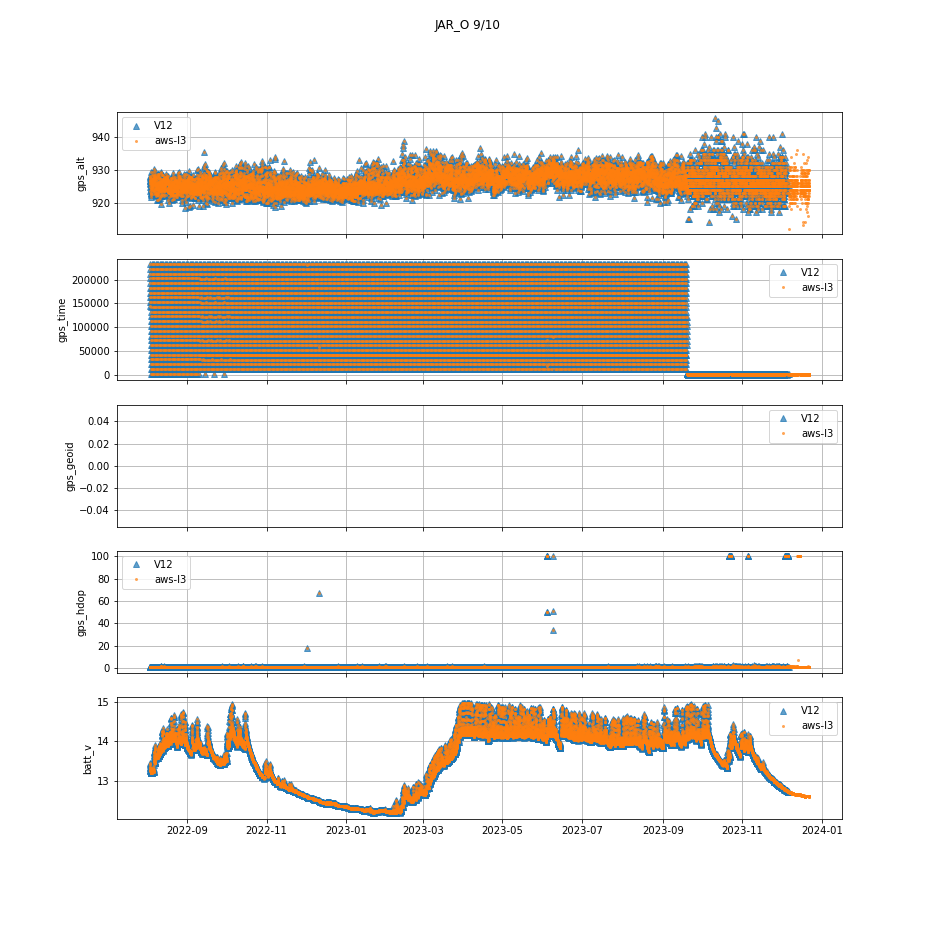 JAR_O 9/10
V12
aws-l3
940
930
920
gps_alt
V12
aws-l3
200000
150000
100000
50000
0
gps_time
V12
aws-l3
0.04
0.02
0.00
−0.02
−0.04
gps_geoid
V12
aws-l3
100
80
60
40
20
0
gps_hdop
V12
aws-l3
15
14
13
batt_v
2022-09 2022-11 2023-01 2023-03 2023-05 2023-07 2023-09 2023-11 2024-01